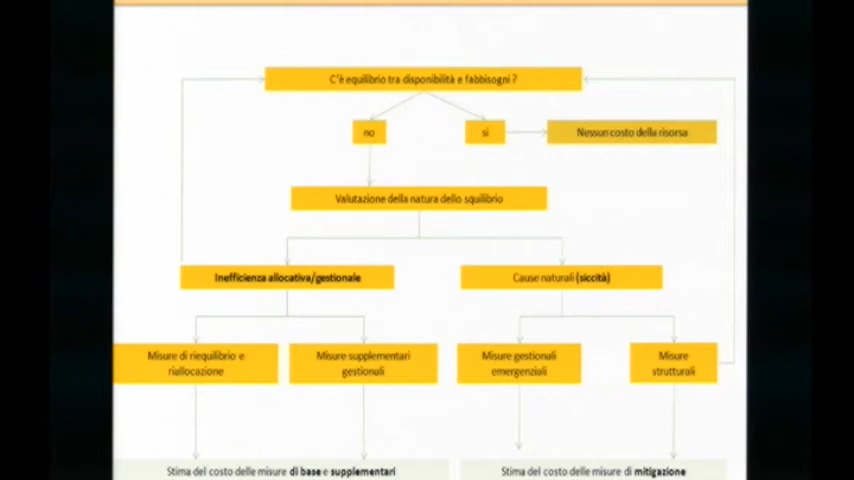 C'è equilibrio tra disponibilità e fabbisogni ?
no
si
Nessun costo della risorsa
Valutazione della natura dello squilibrio
Inefficienza allocativa/gestionale
Cause naturali (siccità)
Misure di riequilibrio e
riallocazione
Misure supplementari
gestionali
Misure gestionali
emergenziali
Misure
strutturali
Stima del costo delle misure di base e supplementari
Stima del costo delle misure di mitigazione